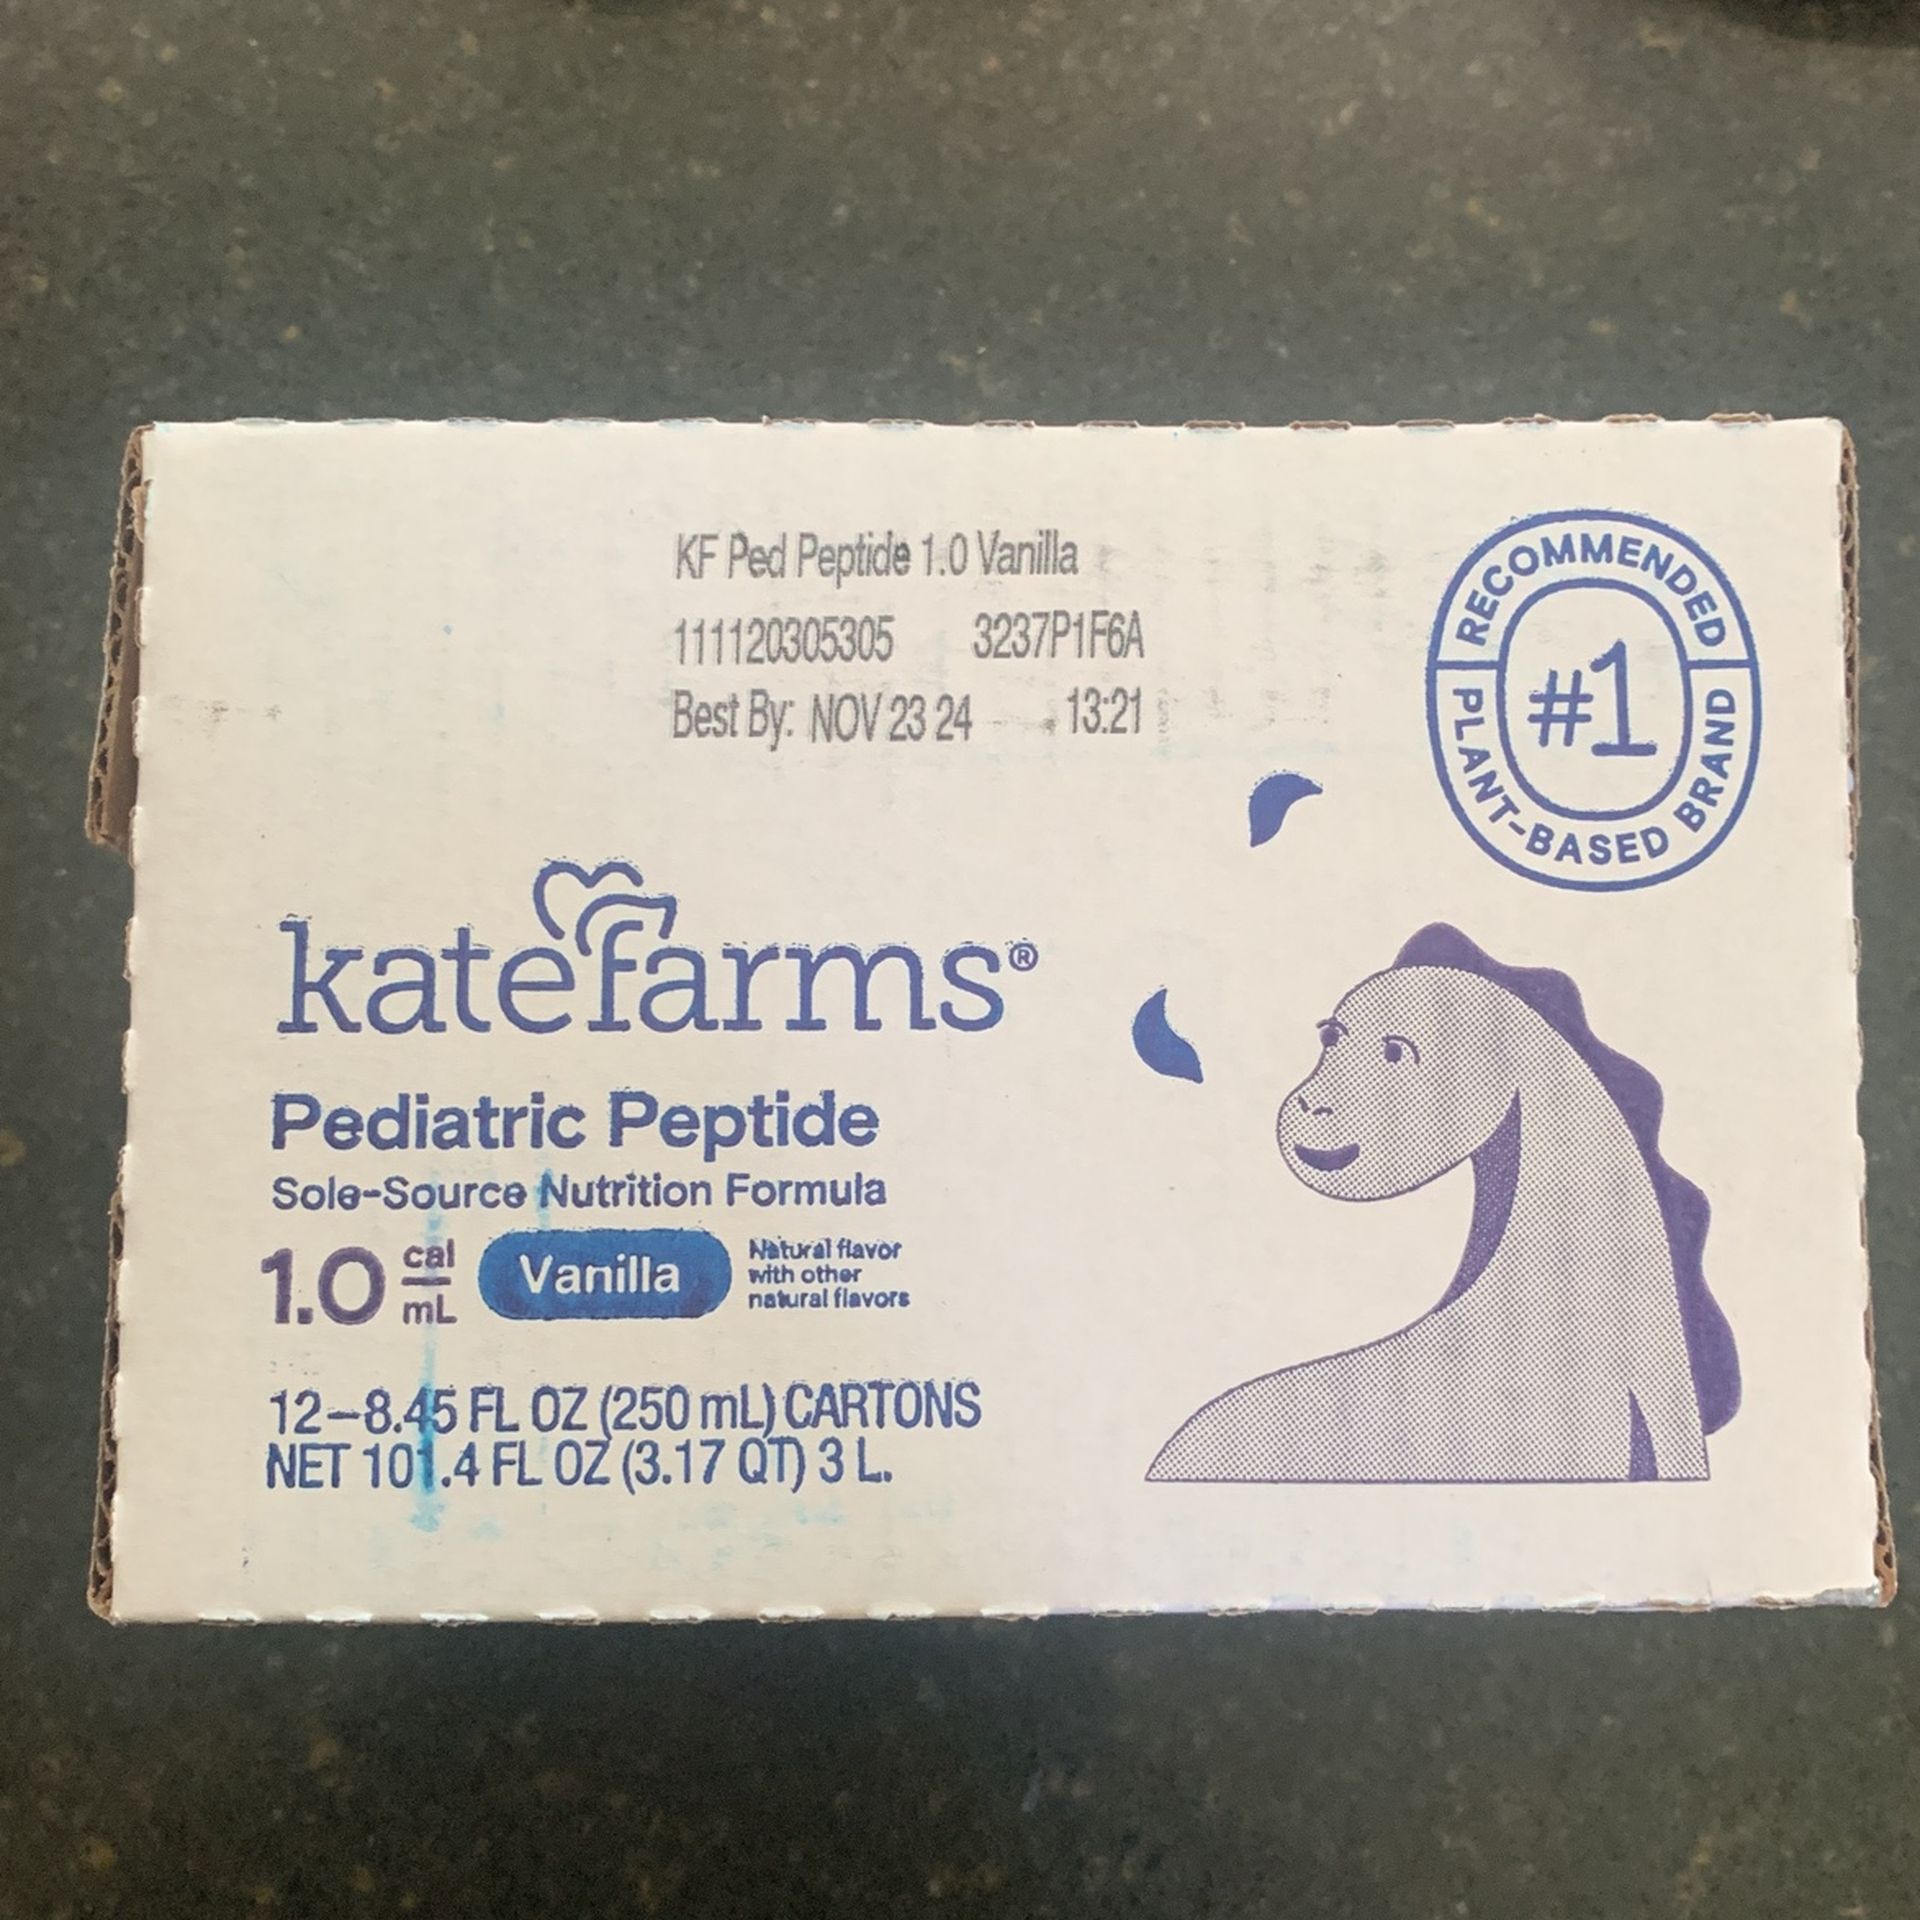 KF Ped Peptide 1.0 Vanilla
111120305305 3237P1F6A
Best By: NOV 23 24 13:21
RECOMMENDED
#1
PLANT-BASED BRAND
katefarms®
Pediatric Peptide
Sole-Source Nutrition Formula
1.0 cal
mL
Vanilla
Natural flavor
with other
natural flavors
12-8.45 FL OZ (250 mL) CARTONS
NET 101.4 FL OZ (3.17 QT) 3 L.